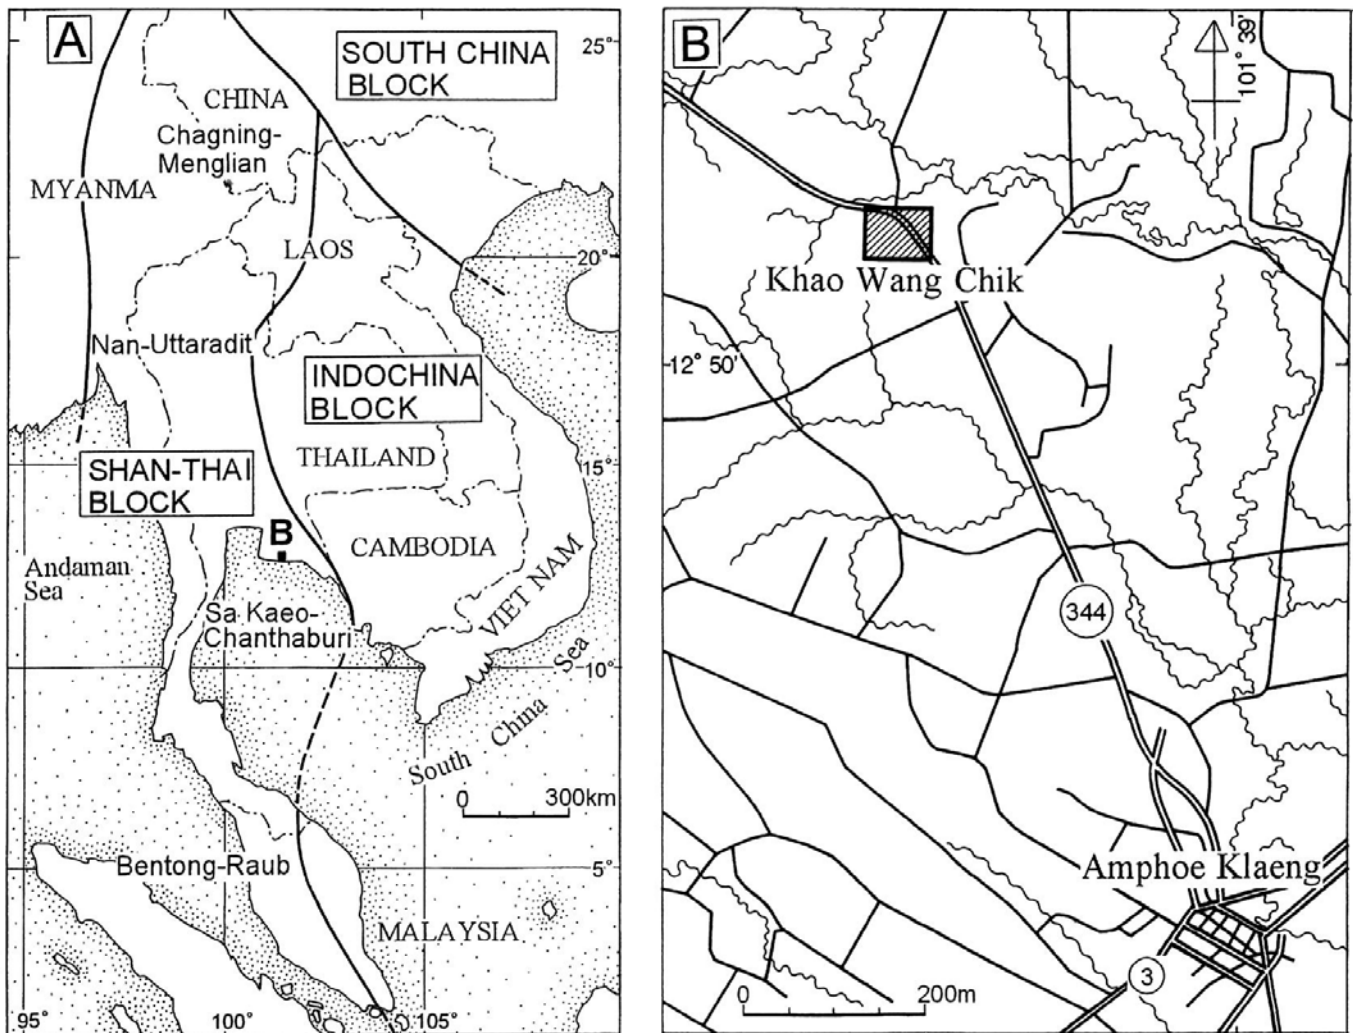 A
SOUTH CHINA
BLOCK
25°
CHINA
Chagning-
Menglian
MYANMA
LAOS
20°
Nan-Uttaradit
INDOCHINA
BLOCK
THAILAND
15°
SHAN-THAI
BLOCK
B
CAMBODIA
VIET NAM
Andaman
Sea
Sa Kaeo-
Chanthaburi
10°
South China Sea
0 300km
Bentong-Raub
5°
MALAYSIA
95°
100°
105°
B
101° 39'
Khao Wang Chik
12° 50'
344
Amphoe Klaeng
3
0 200m